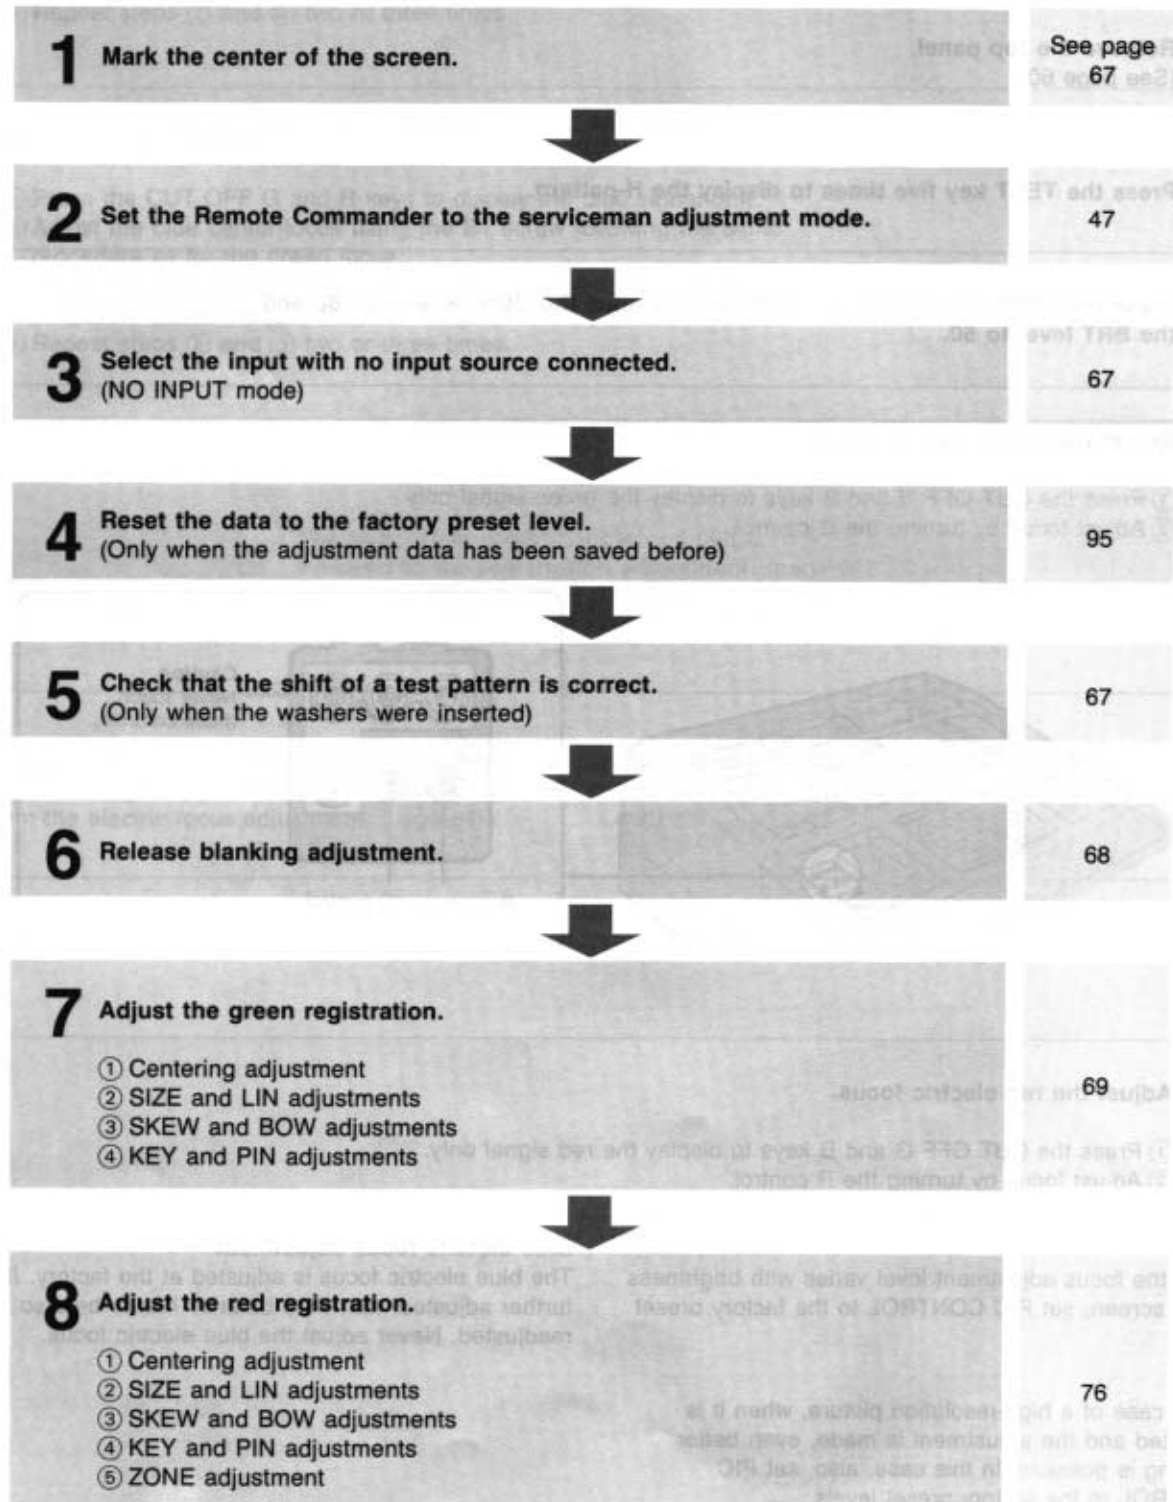 See page
1 Mark the center of the screen. 67
2 Set the Remote Commander to the serviceman adjustment mode. 47
3 Select the input with no input source connected.
(NO INPUT mode) 67
4 Reset the data to the factory preset level.
(Only when the adjustment data has been saved before) 95
5 Check that the shift of a test pattern is correct.
(Only when the washers were inserted) 67
6 Release blanking adjustment. 68
7 Adjust the green registration.
① Centering adjustment
② SIZE and LIN adjustments 69
③ SKEW and BOW adjustments
④ KEY and PIN adjustments
8 Adjust the red registration.
① Centering adjustment
② SIZE and LIN adjustments 76
③ SKEW and BOW adjustments
④ KEY and PIN adjustments
⑤ ZONE adjustment